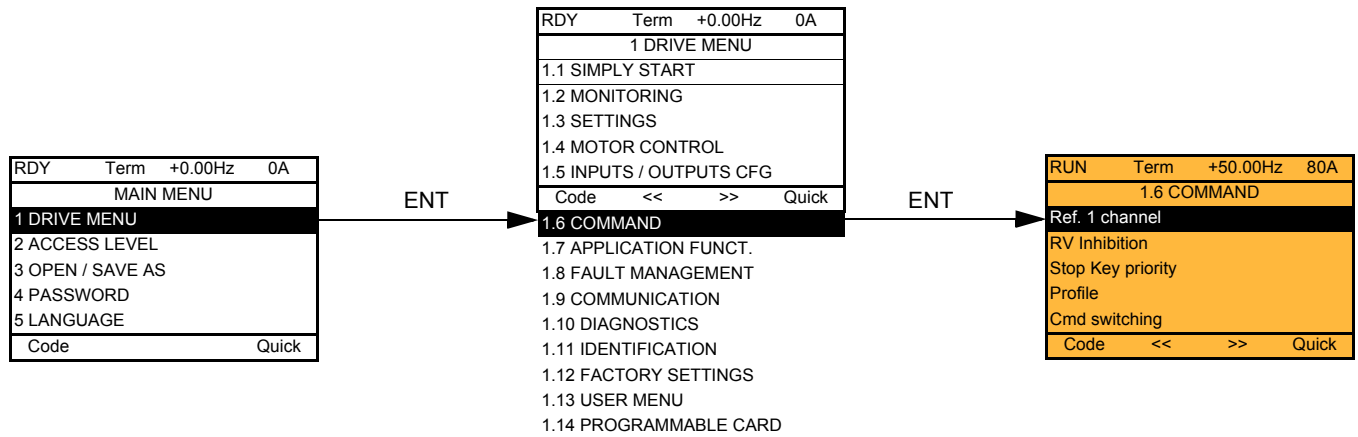 RDY Term +0.00Hz 0A
MAIN MENU
1 DRIVE MENU
2 ACCESS LEVEL
3 OPEN / SAVE AS
4 PASSWORD
5 LANGUAGE
Code Quick
ENT
RDY Term +0.00Hz 0A
1 DRIVE MENU
1.1 SIMPLY START
1.2 MONITORING
1.3 SETTINGS
1.4 MOTOR CONTROL
1.5 INPUTS / OUTPUTS CFG
Code << >> Quick
1.6 COMMAND
1.7 APPLICATION FUNCT.
1.8 FAULT MANAGEMENT
1.9 COMMUNICATION
1.10 DIAGNOSTICS
1.11 IDENTIFICATION
1.12 FACTORY SETTINGS
1.13 USER MENU
1.14 PROGRAMMABLE CARD
ENT
RUN Term +50.00Hz 80A
1.6 COMMAND
Ref. 1 channel
RV Inhibition
Stop Key priority
Profile
Cmd switching
Code << >> Quick